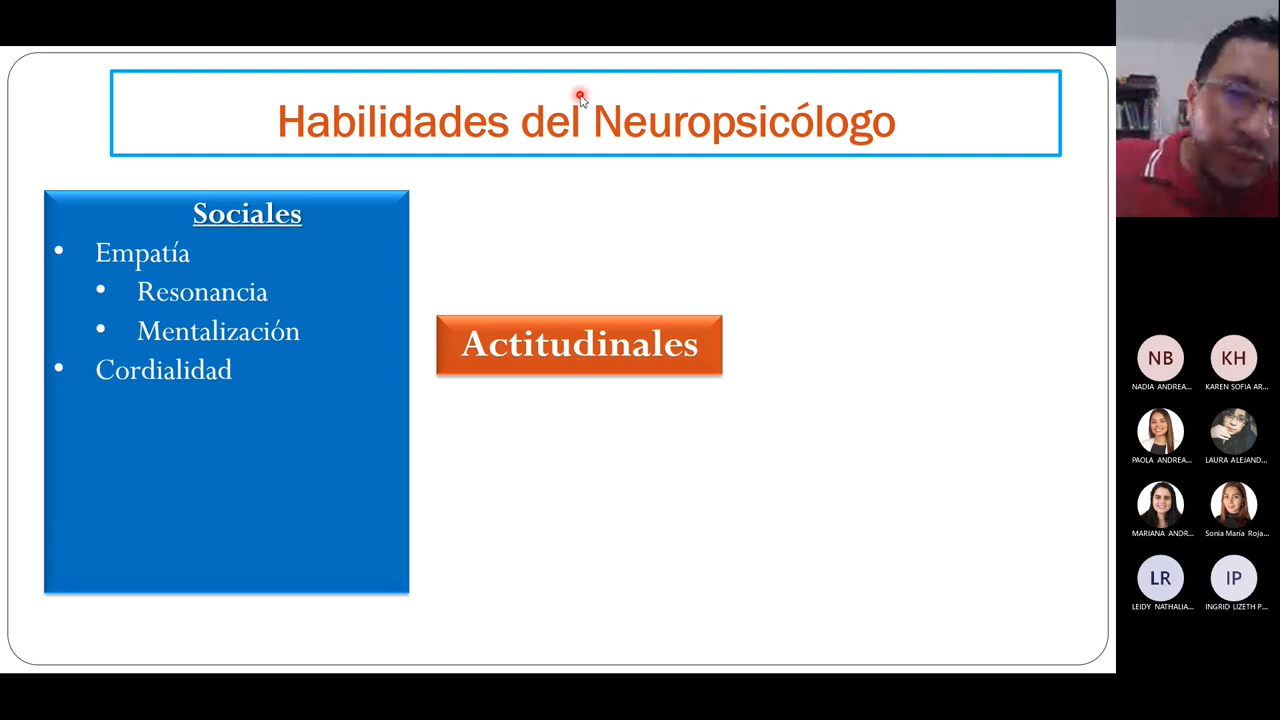 Habilidades del Neuropsicólogo
Sociales
• Empatía
• Resonancia
• Mentalización
• Cordialidad
Actitudinales
NB
KH
NADIA ANDREA...
KAREN SOFIA AR...
PAOLA ANDREA...
LAURA ALEJAND...
MARIANA ANDR...
Sonia María Roja...
LR
IP
LEIDY NATHALIA...
INGRID LIZETH P...